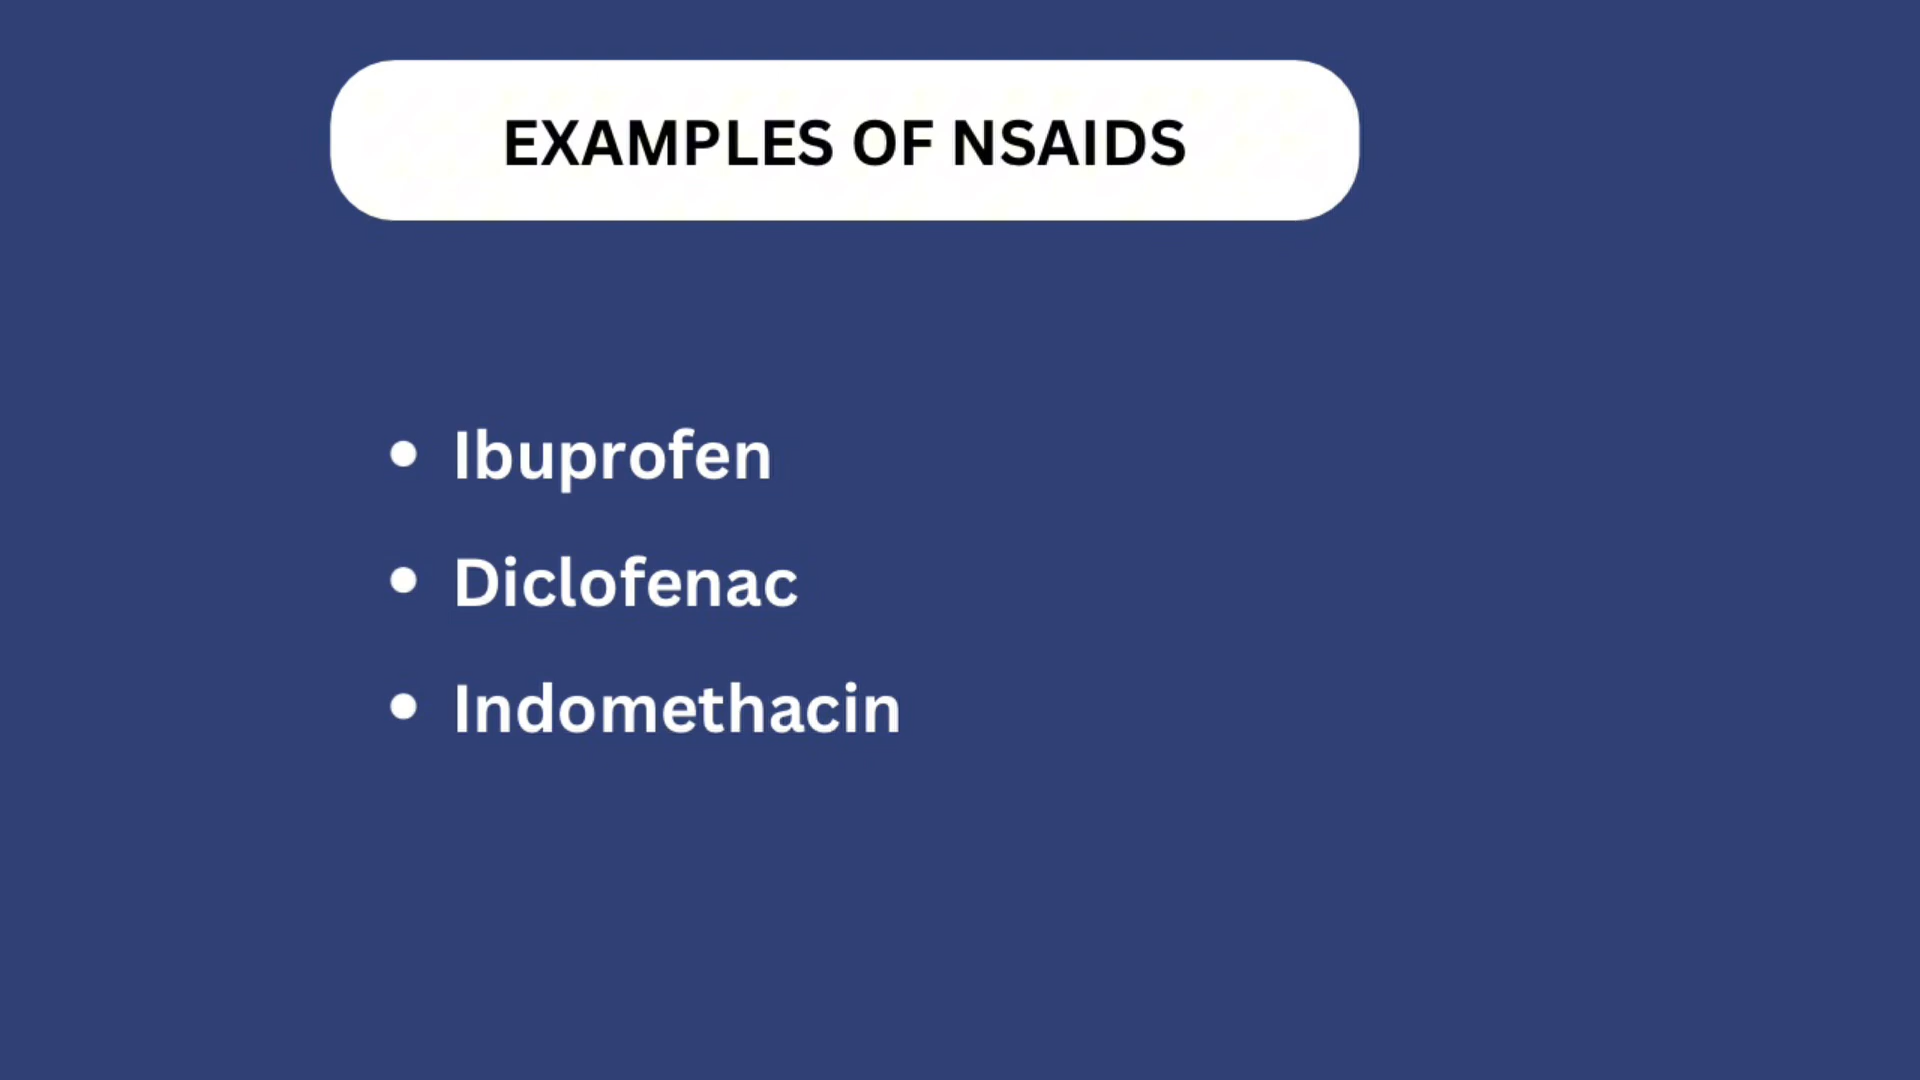 EXAMPLES OF NSAIDS
• Ibuprofen
• Diclofenac
• Indomethacin